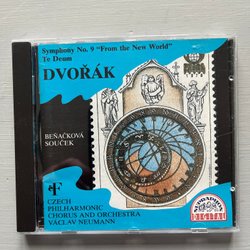 Symphony No. 9 "From the New World"
Te Deum
DVOŘÁK
BEŇAČKOVÁ
SOUČEK
CZECH
PHILHARMONIC
CHORUS AND ORCHESTRA
VÁCLAV NEUMANN
SUPRAPHON
DIGITAL